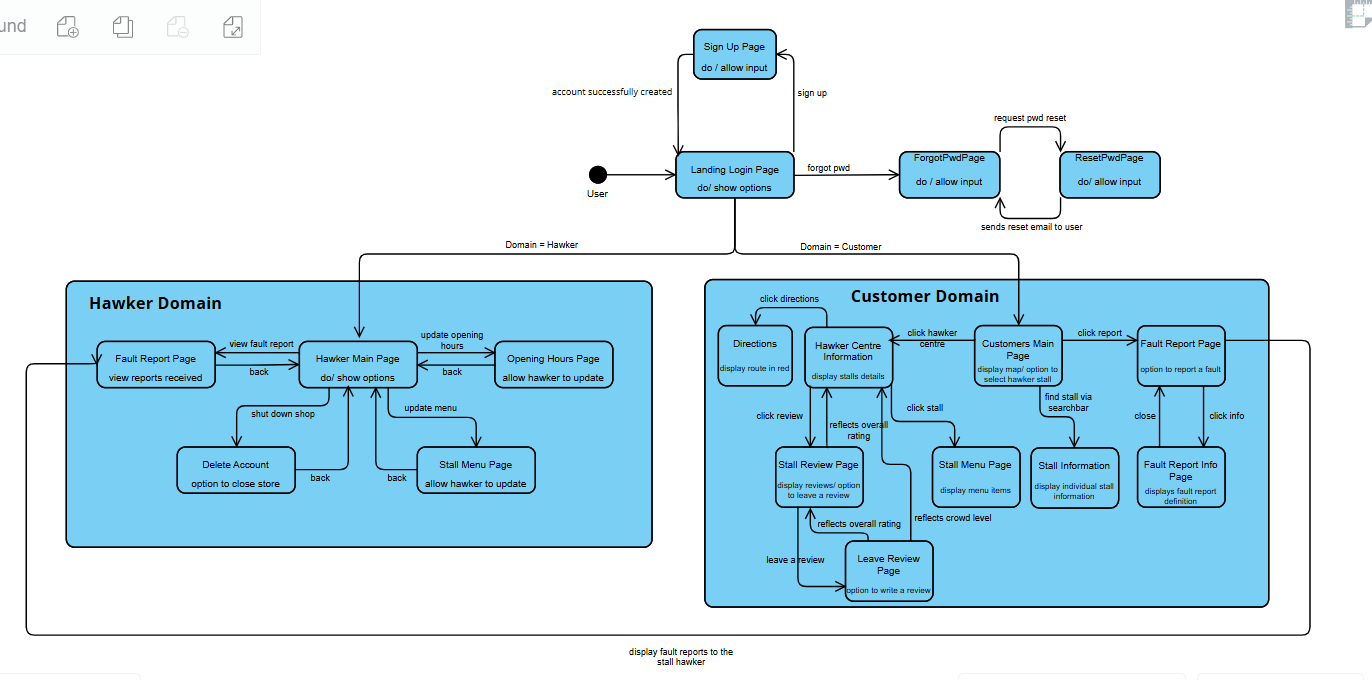 und
Sign Up Page
do / allow input
account successfully created
sign up
request pwd reset
Landing Login Page
do/ show options
forgot pwd
ForgotPwdPage
do / allow input
ResetPwdPage
do/ allow input
User
sends reset email to user
Domain = Hawker
Domain = Customer
Hawker Domain
update opening
hours
Fault Report Page
view reports received
view fault report
back
Hawker Main Page
do/ show options
back
Opening Hours Page
allow hawker to update
shut down shop
update menu
Delete Account
option to close store
back
back
Stall Menu Page
allow hawker to update
Customer Domain
click directions
Directions
display route in red
Hawker Centre
Information
display stalls details
click hawker
centre
Customers Main
Page
display map/ option to
select hawker stall
click report
Fault Report Page
option to report a fault
click review
reflects overall
rating
click stall
find stall via
searchbar
close
click info
Stall Review Page
display reviews/ option
to leave a review
Stall Menu Page
display menu items
Stall Information
display individual stall
information
Fault Report Info
Page
displays fault report
definition
reflects overall rating
reflects crowd level
leave a review
Leave Review
Page
option to write a review
display fault reports to the
stall hawker